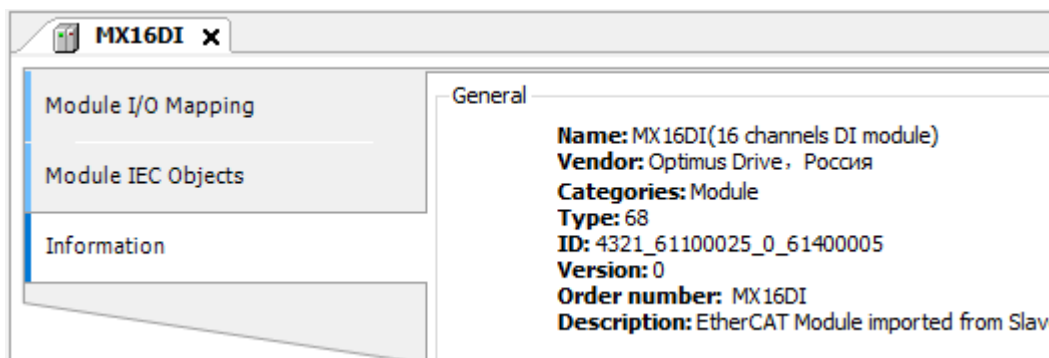 MX16DI
Module I/O Mapping
Module IEC Objects
Information
General
Name: MX16DI(16 channels DI module)
Vendor: Optimus Drive，Россия
Categories: Module
Type: 68
ID: 4321_61100025_0_61400005
Version: 0
Order number: MX16DI
Description: EtherCAT Module imported from Slav